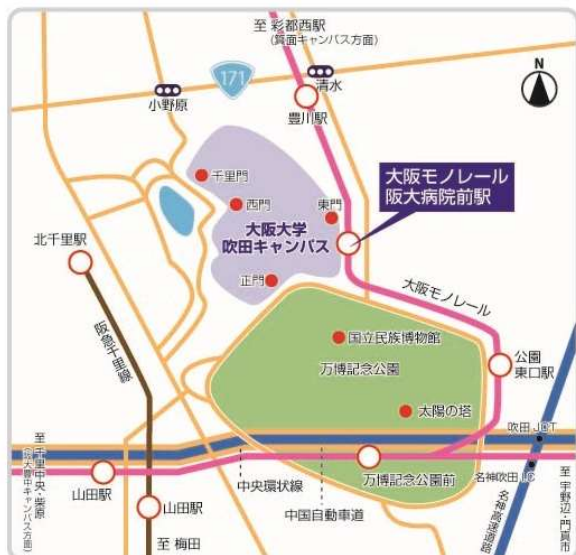 至 彩都西駅
(箕面キャンパス方面)
171
清水
小野原
豊川駅
N
千里門
西門
東門
大阪大学
吹田キャンパス
正門
大阪モノレール
阪大病院前駅
北千里駅
阪急千里線
大阪モノレール
国立民族博物館
万博記念公園
公園
東口駅
太陽の塔
吹田 JCT
至 千里中央・柴原
(阪大豊中キャンパス方面)
山田駅
中央環状線
万博記念公園前
名神吹田 IC
至 宇野辺・門真市
山田駅
中国自動車道
名神高速道路
至 梅田